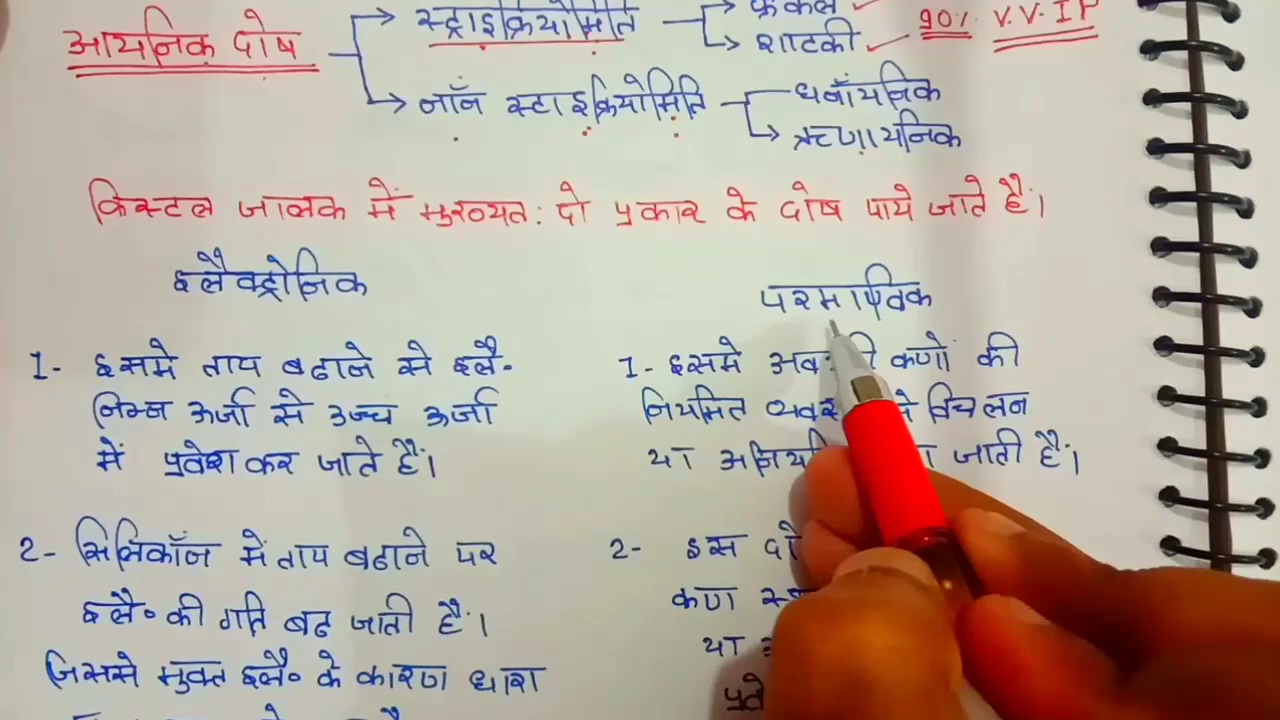 आयनिक दोष
स्ट्राइक्रियोमिति
फ्रेंकल
शाटकी
90% V.V.IP
नॉन स्टाइक्रियोमिति
धनॉयनिक
ऋणायनिक
क्रिस्टल जालक में मुख्यत: दो प्रकार के दोष पाये जाते है।
इलैक्ट्रोनिक
1- इसमे ताप बढाने से इलै॰
निम्न ऊर्जा से उच्च ऊर्जा
में प्रवेश कर जाते है।
2- सिलिकॉन में ताप बढाने पर
इलै॰ की गति बढ जाती है।
जिससे मुक्त इलै॰ के कारण धारा
परमाण्विक
1- इसमे कणो की
नियमित विचलन
या जाती है।
2- इस
कण
या